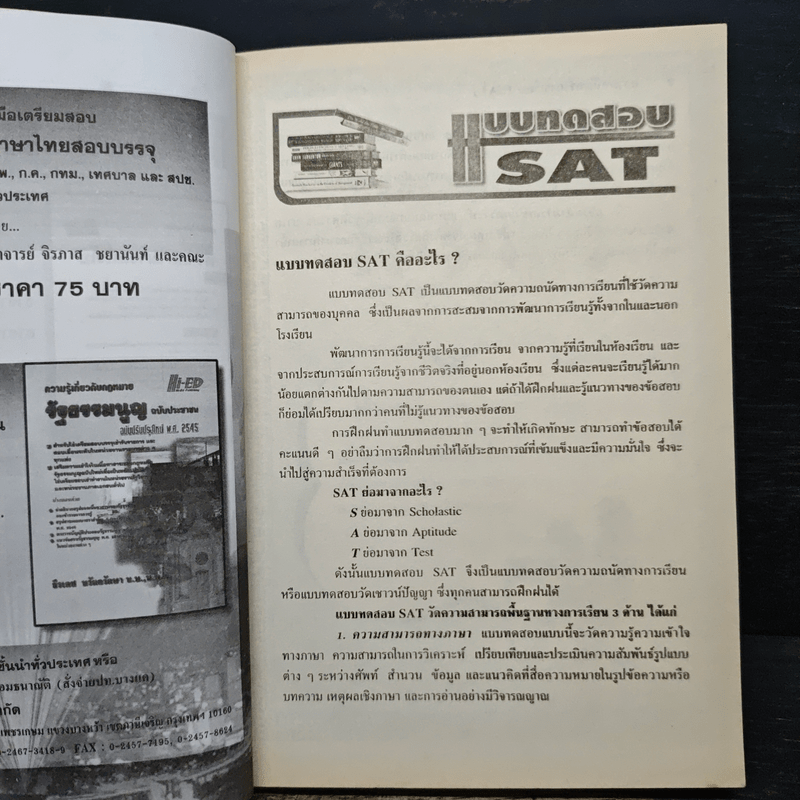 มือเตรียมสอบ
าษาไทยสอบบรรจุ
พ., ก.ค., กทม., เทศบาล และ สปช.
วประเทศ
ย...
าจารย์ จิรภาส ชยานันท์ และคณะ
าคา 75 บาท
ความรู้เกี่ยวกับกฎหมาย
Hi-ED
รัฐธรรมนูญ ฉบับประชาชน
ฉบับปรับปรุงใหม่ พ.ศ. 2545
ชั้นนำทั่วประเทศ หรือ
อมธนาณัติ (สั่งจ่ายปท.บางแค)
กัด
เพชรเกษม แขวงบางหว้า เขตภาษีเจริญ กรุงเทพฯ 10160
0-2467-3418-9 FAX : 0-2457-7195, 0-2457-8624
แบบทดสอบ
SAT
แบบทดสอบ SAT คืออะไร ?
แบบทดสอบ SAT เป็นแบบทดสอบวัดความถนัดทางการเรียนที่ใช้วัดความ
สามารถของบุคคล ซึ่งเป็นผลจากการสะสมจากการพัฒนาการเรียนรู้ทั้งจากในและนอก
โรงเรียน
พัฒนาการการเรียนรู้นี้จะได้จากการเรียน จากความรู้ที่เรียนในห้องเรียน และ
จากประสบการณ์การเรียนรู้จากชีวิตจริงที่อยู่นอกห้องเรียน ซึ่งแต่ละคนจะเรียนรู้ได้มาก
น้อยแตกต่างกันไปตามความสามารถของตนเอง แต่ถ้าได้ฝึกฝนและรู้แนวทางของข้อสอบ
ก็ย่อมได้เปรียบมากกว่าคนที่ไม่รู้แนวทางของข้อสอบ
การฝึกฝนทำแบบทดสอบมาก ๆ จะทำให้เกิดทักษะ สามารถทำข้อสอบได้
คะแนนดี ๆ อย่าลืมว่าการฝึกฝนทำให้ได้ประสบการณ์ที่เข้มแข็งและมีความมั่นใจ ซึ่งจะ
นำไปสู่ความสำเร็จที่ต้องการ
SAT ย่อมาจากอะไร ?
S ย่อมาจาก Scholastic
A ย่อมาจาก Aptitude
T ย่อมาจาก Test
ดังนั้นแบบทดสอบ SAT จึงเป็นแบบทดสอบวัดความถนัดทางการเรียน
หรือแบบทดสอบวัดเชาวน์ปัญญา ซึ่งทุกคนสามารถฝึกฝนได้
แบบทดสอบ SAT วัดความสามารถพื้นฐานทางการเรียน 3 ด้าน ได้แก่
1. ความสามารถทางภาษา แบบทดสอบแบบนี้จะวัดความรู้ความเข้าใจ
ทางภาษา ความสามารถในการวิเคราะห์ เปรียบเทียบและประเมินความสัมพันธ์รูปแบบ
ต่าง ๆ ระหว่างศัพท์ สำนวน ข้อมูล และแนวคิดที่สื่อความหมายในรูปข้อความหรือ
บทความ เหตุผลเชิงภาษา และการอ่านอย่างมีวิจารณญาณ